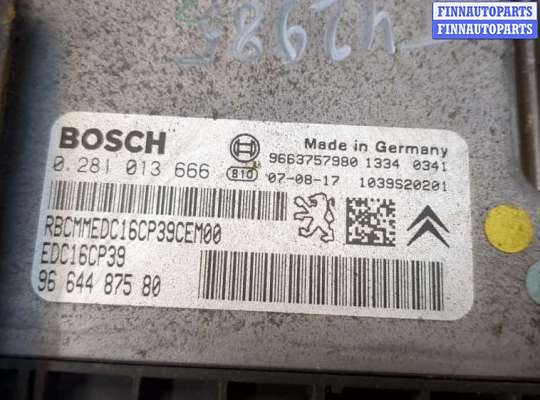 FINNAUTOPARTS
FINNAUTOPARTS
BOSCH
Made in Germany
0 281 013 666
9663757980 1334 0341
810
07-08-17
1039S20201
RBCMMEDC16CP39CEM00
EDC16CP39
96 644 875 80